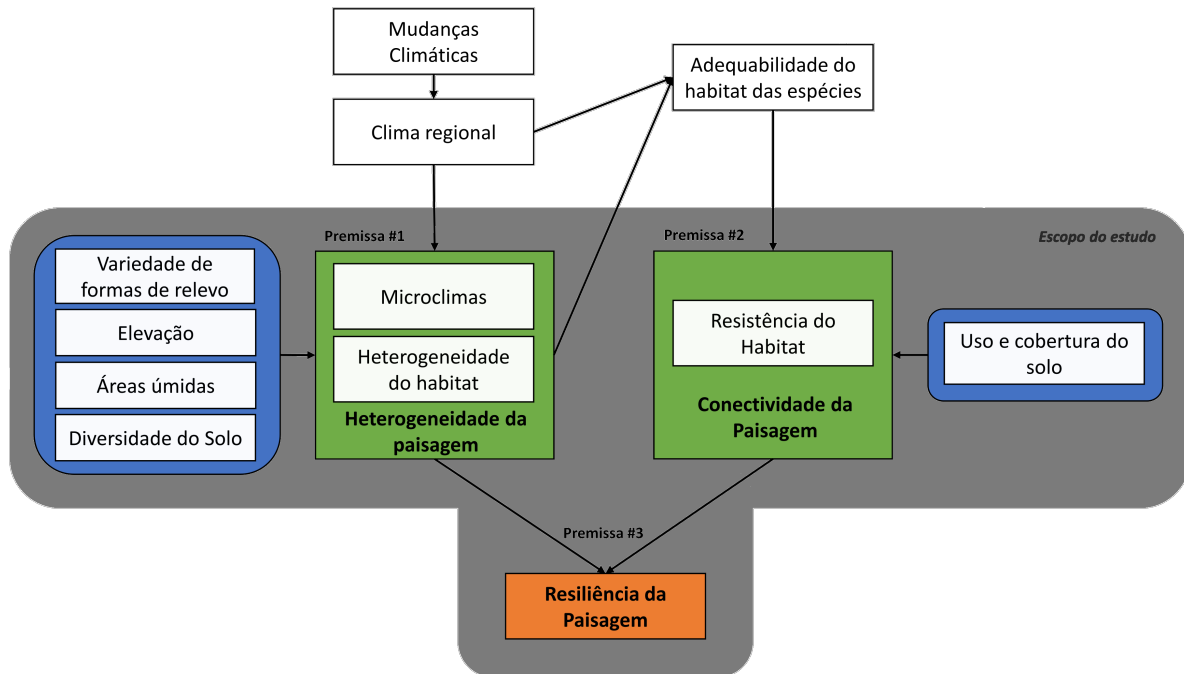 Mudanças
Climáticas
Adequabilidade do
habitat das espécies
Clima regional
Premissa #1
Premissa #2
Escopo do estudo
Variedade de
formas de relevo
Elevação
Áreas úmidas
Diversidade do Solo
Microclimas
Heterogeneidade
do habitat
Heterogeneidade da
paisagem
Resistência do
Habitat
Conectividade da
Paisagem
Uso e cobertura do
solo
Premissa #3
Resiliência da
Paisagem